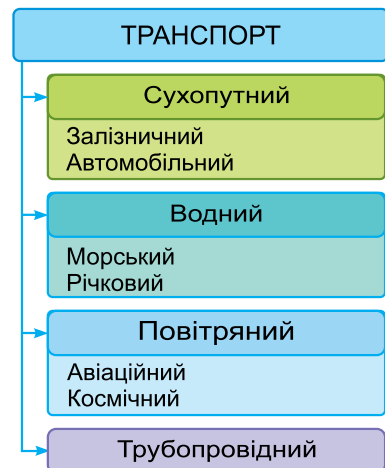 ТРАНСПОРТ
Сухопутний
Залізничний
Автомобільний
Водний
Морський
Річковий
Повітряний
Авіаційний
Космічний
Трубопровідний